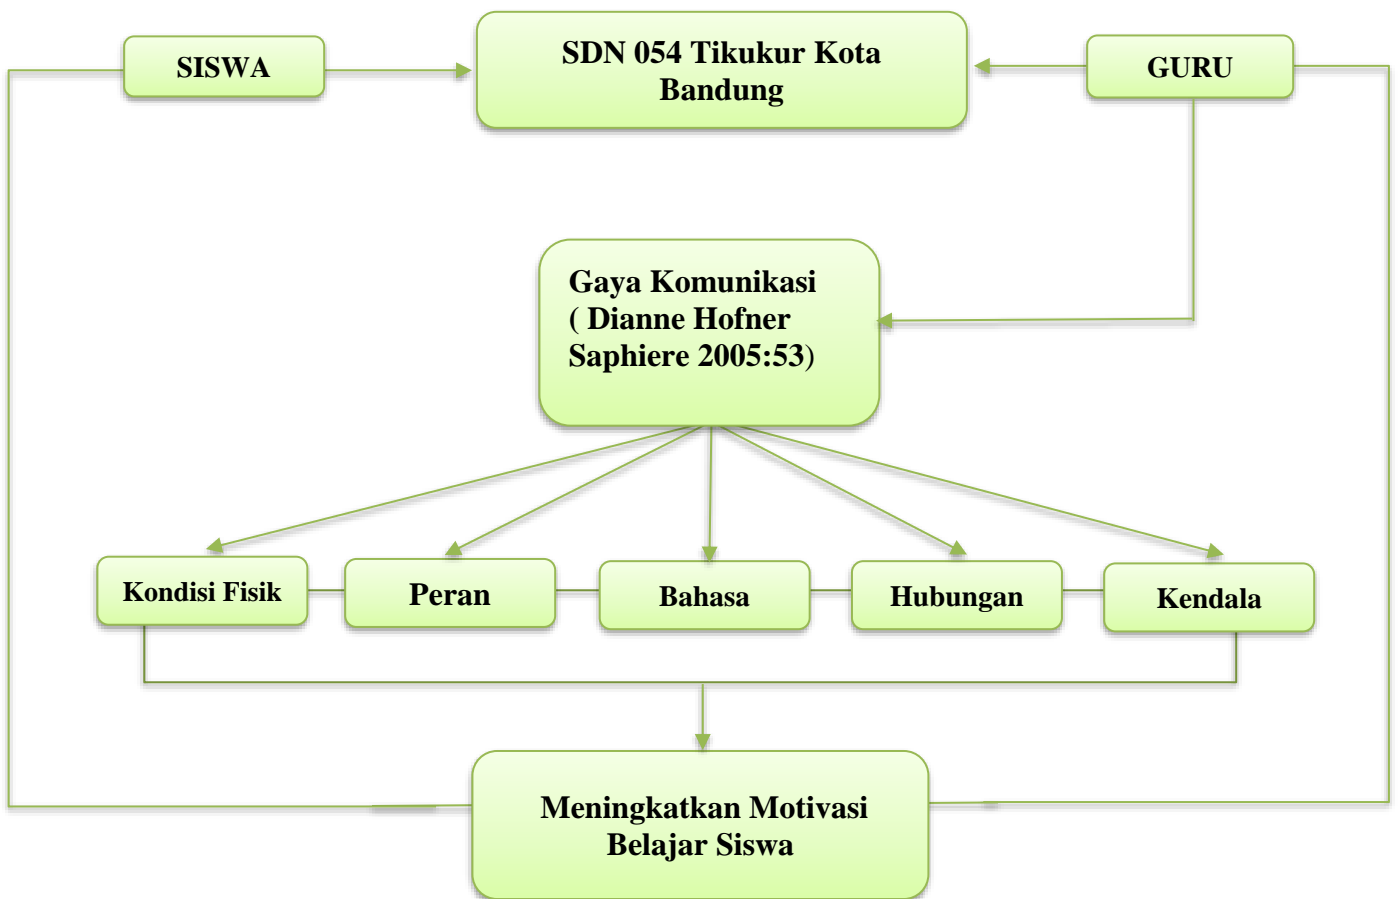 SISWA
SDN 054 Tikukur Kota
Bandung
GURU
Gaya Komunikasi
( Dianne Hofner
Saphiere 2005:53)
Kondisi Fisik
Peran
Bahasa
Hubungan
Kendala
Meningkatkan Motivasi
Belajar Siswa